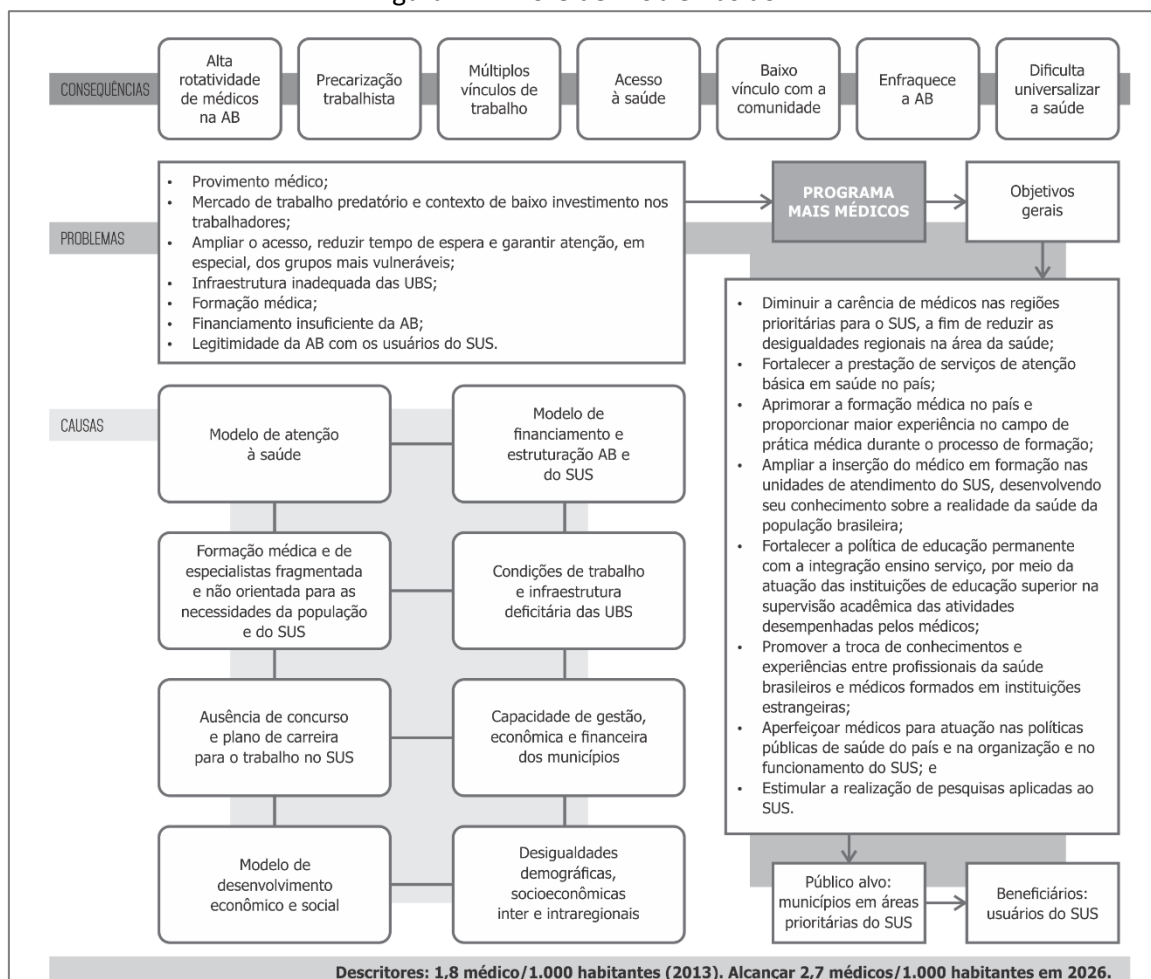 CONSEQUÊNCIAS
Alta
rotatividade
de médicos
na AB
Precarização
trabalhista
Múltiplos
vínculos de
trabalho
Acesso
à saúde
Baixo
vínculo com a
comunidade
Enfraquece
a AB
Dificulta
universalizar
a saúde
PROBLEMAS
• Provimento médico;
• Mercado de trabalho predatório e contexto de baixo investimento nos
trabalhadores;
• Ampliar o acesso, reduzir tempo de espera e garantir atenção, em
especial, dos grupos mais vulneráveis;
• Infraestrutura inadequada das UBS;
• Formação médica;
• Financiamento insuficiente da AB;
• Legitimidade da AB com os usuários do SUS.
PROGRAMA
MAIS MÉDICOS
Objetivos
gerais
• Diminuir a carência de médicos nas regiões
prioritárias para o SUS, a fim de reduzir as
desigualdades regionais na área da saúde;
• Fortalecer a prestação de serviços de atenção
básica em saúde no país;
• Aprimorar a formação médica no país e
proporcionar maior experiência no campo de
prática médica durante o processo de formação;
• Ampliar a inserção do médico em formação nas
unidades de atendimento do SUS, desenvolvendo
seu conhecimento sobre a realidade da saúde da
população brasileira;
• Fortalecer a política de educação permanente
com a integração ensino serviço, por meio da
atuação das instituições de educação superior na
supervisão acadêmica das atividades
desempenhadas pelos médicos;
• Promover a troca de conhecimentos e
experiências entre profissionais da saúde
brasileiros e médicos formados em instituições
estrangeiras;
• Aperfeiçoar médicos para atuação nas políticas
públicas de saúde do país e na organização e no
funcionamento do SUS; e
• Estimular a realização de pesquisas aplicadas ao
SUS.
CAUSAS
Modelo de atenção
à saúde
Modelo de
financiamento e
estruturação AB e
do SUS
Formação médica e de
especialistas fragmentada
e não orientada para as
necessidades da população
e do SUS
Condições de trabalho
e infraestrutura
deficitária das UBS
Ausência de concurso
e plano de carreira
para o trabalho no SUS
Capacidade de gestão,
econômica e financeira
dos municípios
Modelo de
desenvolvimento
econômico e social
Desigualdades
demográficas,
socioeconômicas
inter e intraregionais
Público alvo:
municípios em áreas
prioritárias do SUS
Beneficiários:
usuários do SUS
Descritores: 1,8 médico/1.000 habitantes (2013). Alcançar 2,7 médicos/1.000 habitantes em 2026.